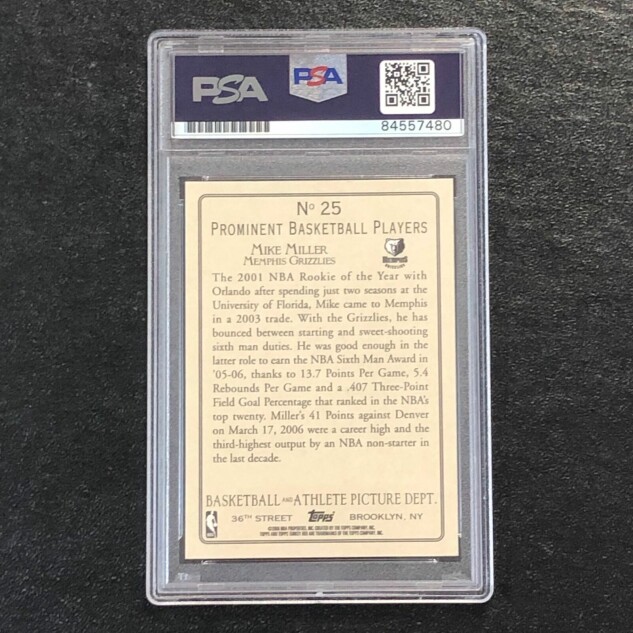 PSA
PSA
84557480
Nº 25
PROMINENT BASKETBALL PLAYERS
MIKE MILLER
MEMPHIS GRIZZLIES
MEMPHIS
The 2001 NBA Rookie of the Year with
Orlando after spending just two seasons at the
University of Florida, Mike came to Memphis
in a 2003 trade. With the Grizzlies, he has
bounced between starting and sweet-shooting
sixth man duties. He was good enough in the
latter role to earn the NBA Sixth Man Award in
'05-06, thanks to 13.7 Points Per Game, 5.4
Rebounds Per Game and a .407 Three-Point
Field Goal Percentage that ranked in the NBA's
top twenty. Miller's 41 Points against Denver
on March 17, 2006 were a career high and the
third-highest output by an NBA non-starter in
the last decade.
BASKETBALL AND ATHLETE PICTURE DEPT.
36TH STREET Topps BROOKLYN, NY